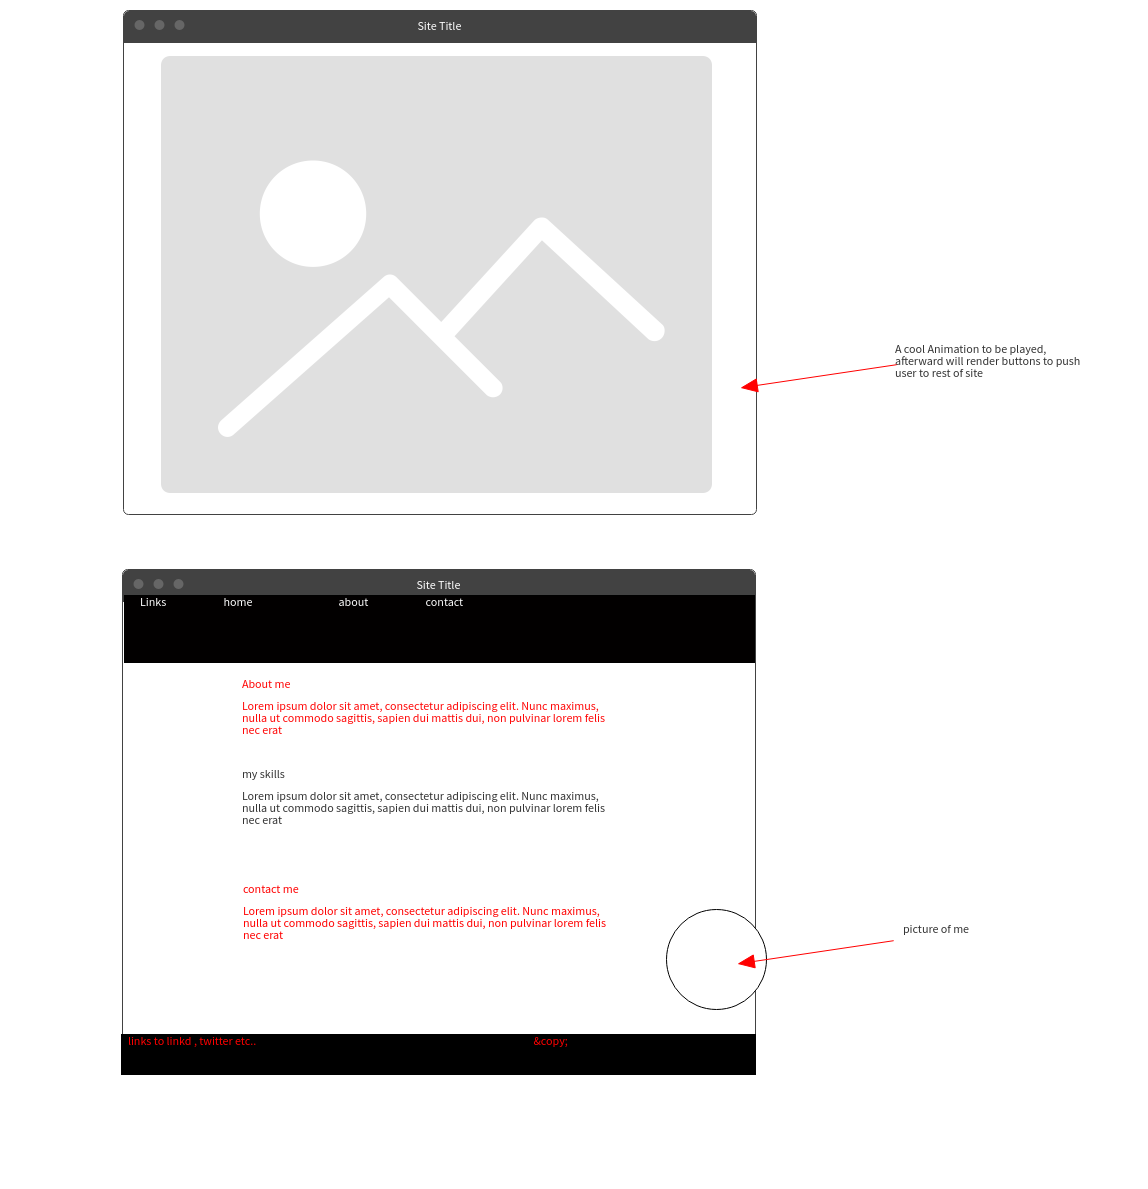 Site Title
A cool Animation to be played,
afterward will render buttons to push
user to rest of site
Site Title
Links home about contact
About me
Lorem ipsum dolor sit amet, consectetur adipiscing elit. Nunc maximus,
nulla ut commodo sagittis, sapien dui mattis dui, non pulvinar lorem felis
nec erat
my skills
Lorem ipsum dolor sit amet, consectetur adipiscing elit. Nunc maximus,
nulla ut commodo sagittis, sapien dui mattis dui, non pulvinar lorem felis
nec erat
contact me
Lorem ipsum dolor sit amet, consectetur adipiscing elit. Nunc maximus,
nulla ut commodo sagittis, sapien dui mattis dui, non pulvinar lorem felis
nec erat
picture of me
links to linkd , twitter etc.. &copy;